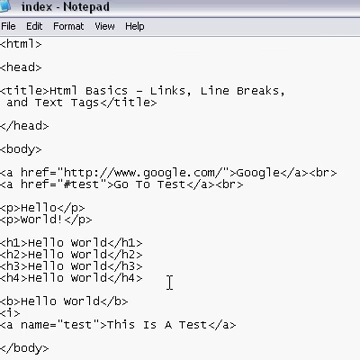 index - Notepad
File Edit Format View Help
<html>
<head>
<title>Html Basics - Links, Line Breaks,
and Text Tags</title>
</head>
<body>
<a href="http://www.google.com/">Google</a><br>
<a href="#test">Go To Test</a><br>
<p>Hello</p>
<p>World!</p>
<h1>Hello World</h1>
<h2>Hello World</h2>
<h3>Hello World</h3>
<h4>Hello World</h4>
<b>Hello World</b>
<i>
<a name="test">This Is A Test</a>
</body>